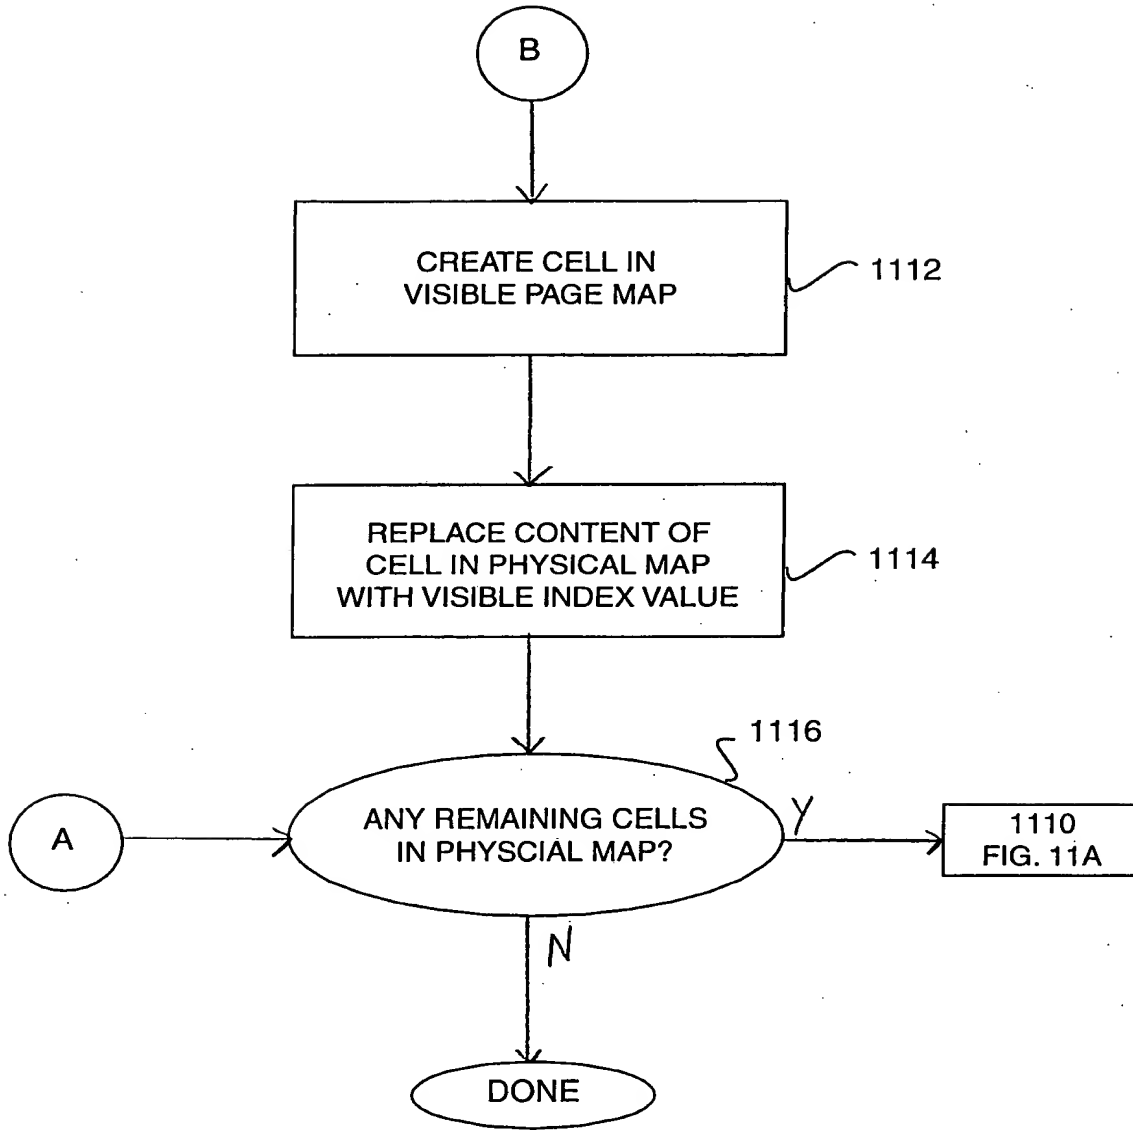 B
CREATE CELL IN
VISIBLE PAGE MAP
1112
REPLACE CONTENT OF
CELL IN PHYSICAL MAP
WITH VISIBLE INDEX VALUE
1114
1116
ANY REMAINING CELLS
IN PHYSCIAL MAP?
A
Y
1110
FIG. 11A
N
DONE